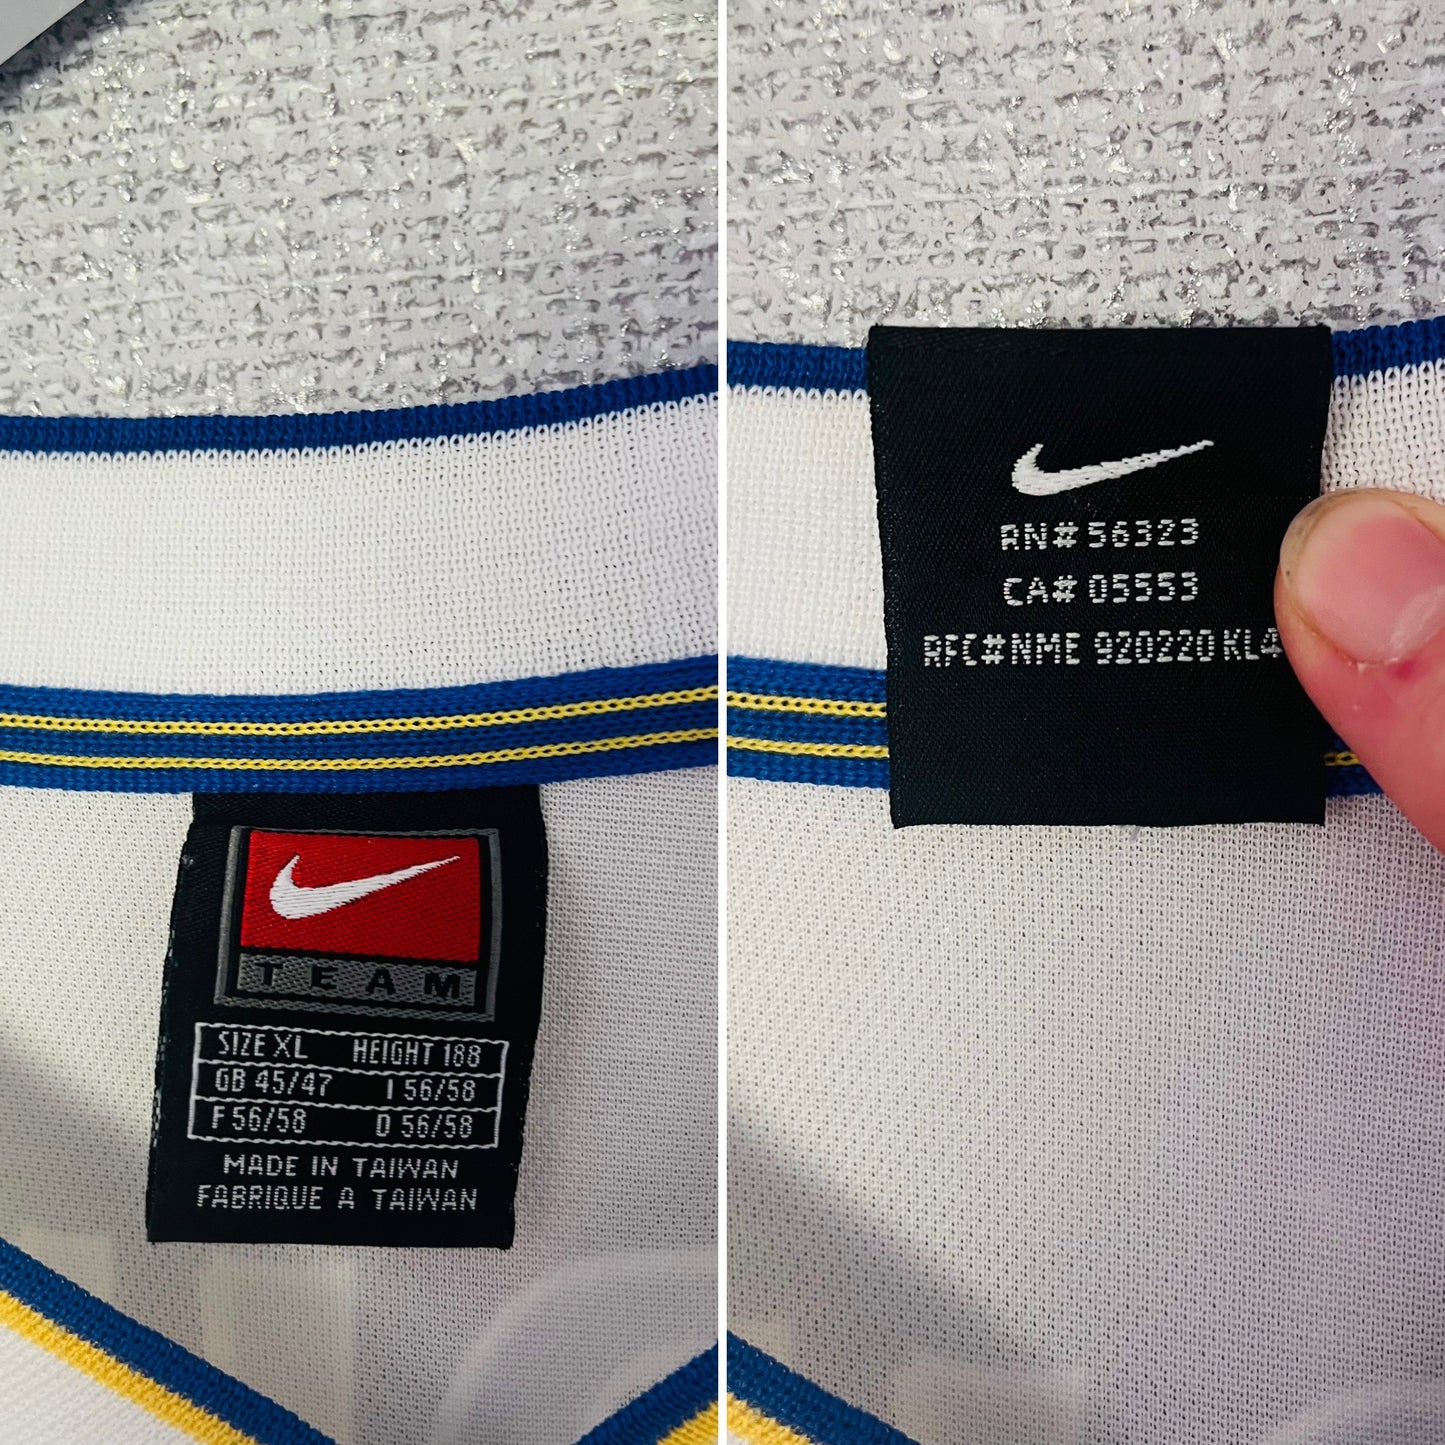 TEAM
SIZE XL HEIGHT 188
GB 45/47 I 56/58
F 56/58 D 56/58
MADE IN TAIWAN
FABRIQUE A TAIWAN
RN# 56323
CA# 05553
RFC#NME 920220 KL4